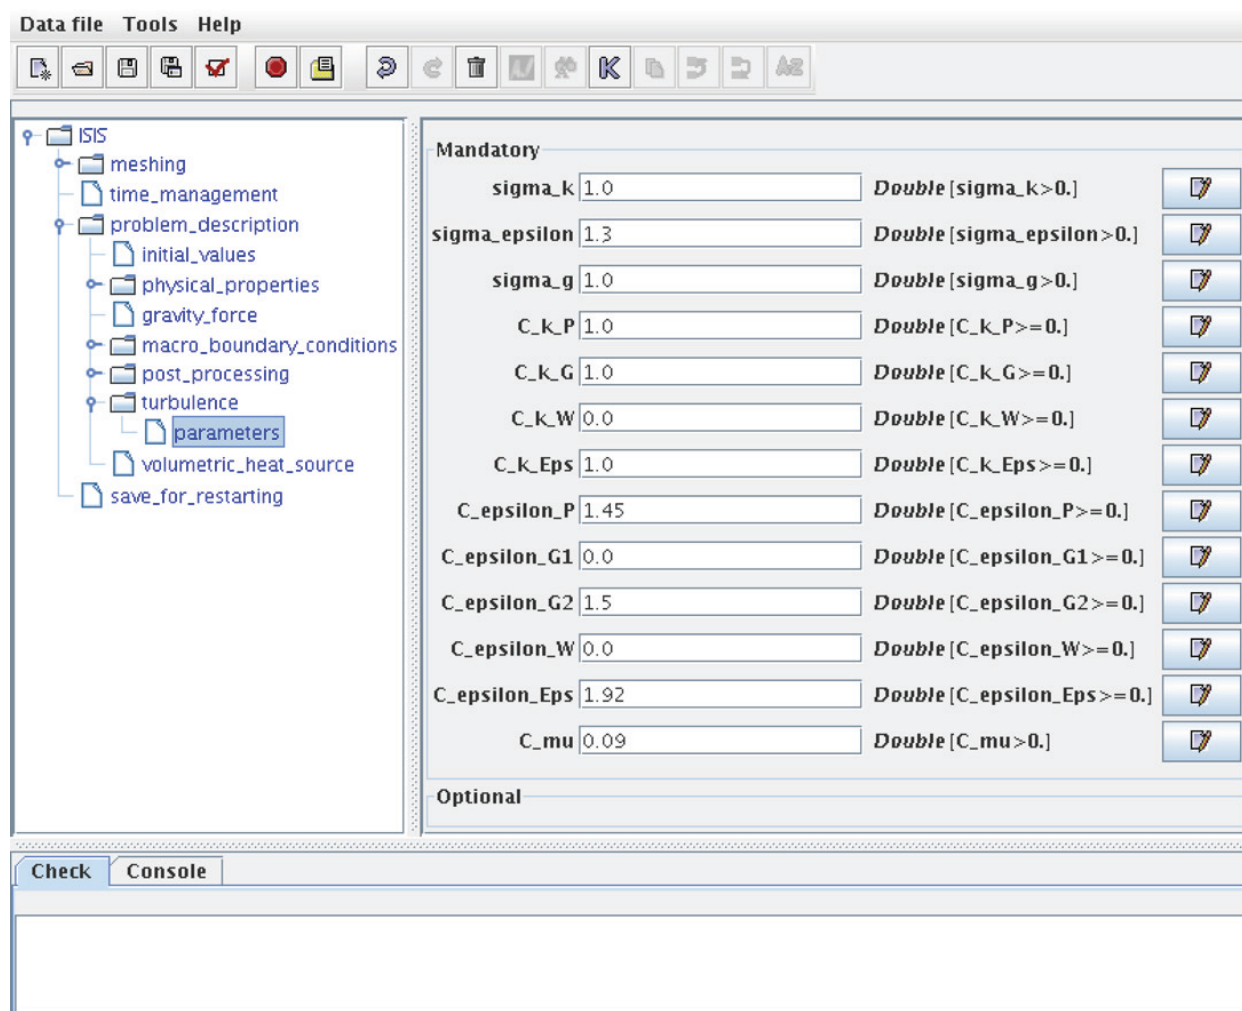 Data file Tools Help
ISIS
meshing
time_management
problem_description
initial_values
physical_properties
gravity_force
macro_boundary_conditions
post_processing
turbulence
parameters
volumetric_heat_source
save_for_restarting
Mandatory
sigma_k 1.0 Double [sigma_k>0.]
sigma_epsilon 1.3 Double [sigma_epsilon>0.]
sigma_g 1.0 Double [sigma_g>0.]
C_k_P 1.0 Double [C_k_P>=0.]
C_k_G 1.0 Double [C_k_G>=0.]
C_k_W 0.0 Double [C_k_W>=0.]
C_k_Eps 1.0 Double [C_k_Eps>=0.]
C_epsilon_P 1.45 Double [C_epsilon_P>=0.]
C_epsilon_G1 0.0 Double [C_epsilon_G1>=0.]
C_epsilon_G2 1.5 Double [C_epsilon_G2>=0.]
C_epsilon_W 0.0 Double [C_epsilon_W>=0.]
C_epsilon_Eps 1.92 Double [C_epsilon_Eps>=0.]
C_mu 0.09 Double [C_mu>0.]
Optional
Check Console